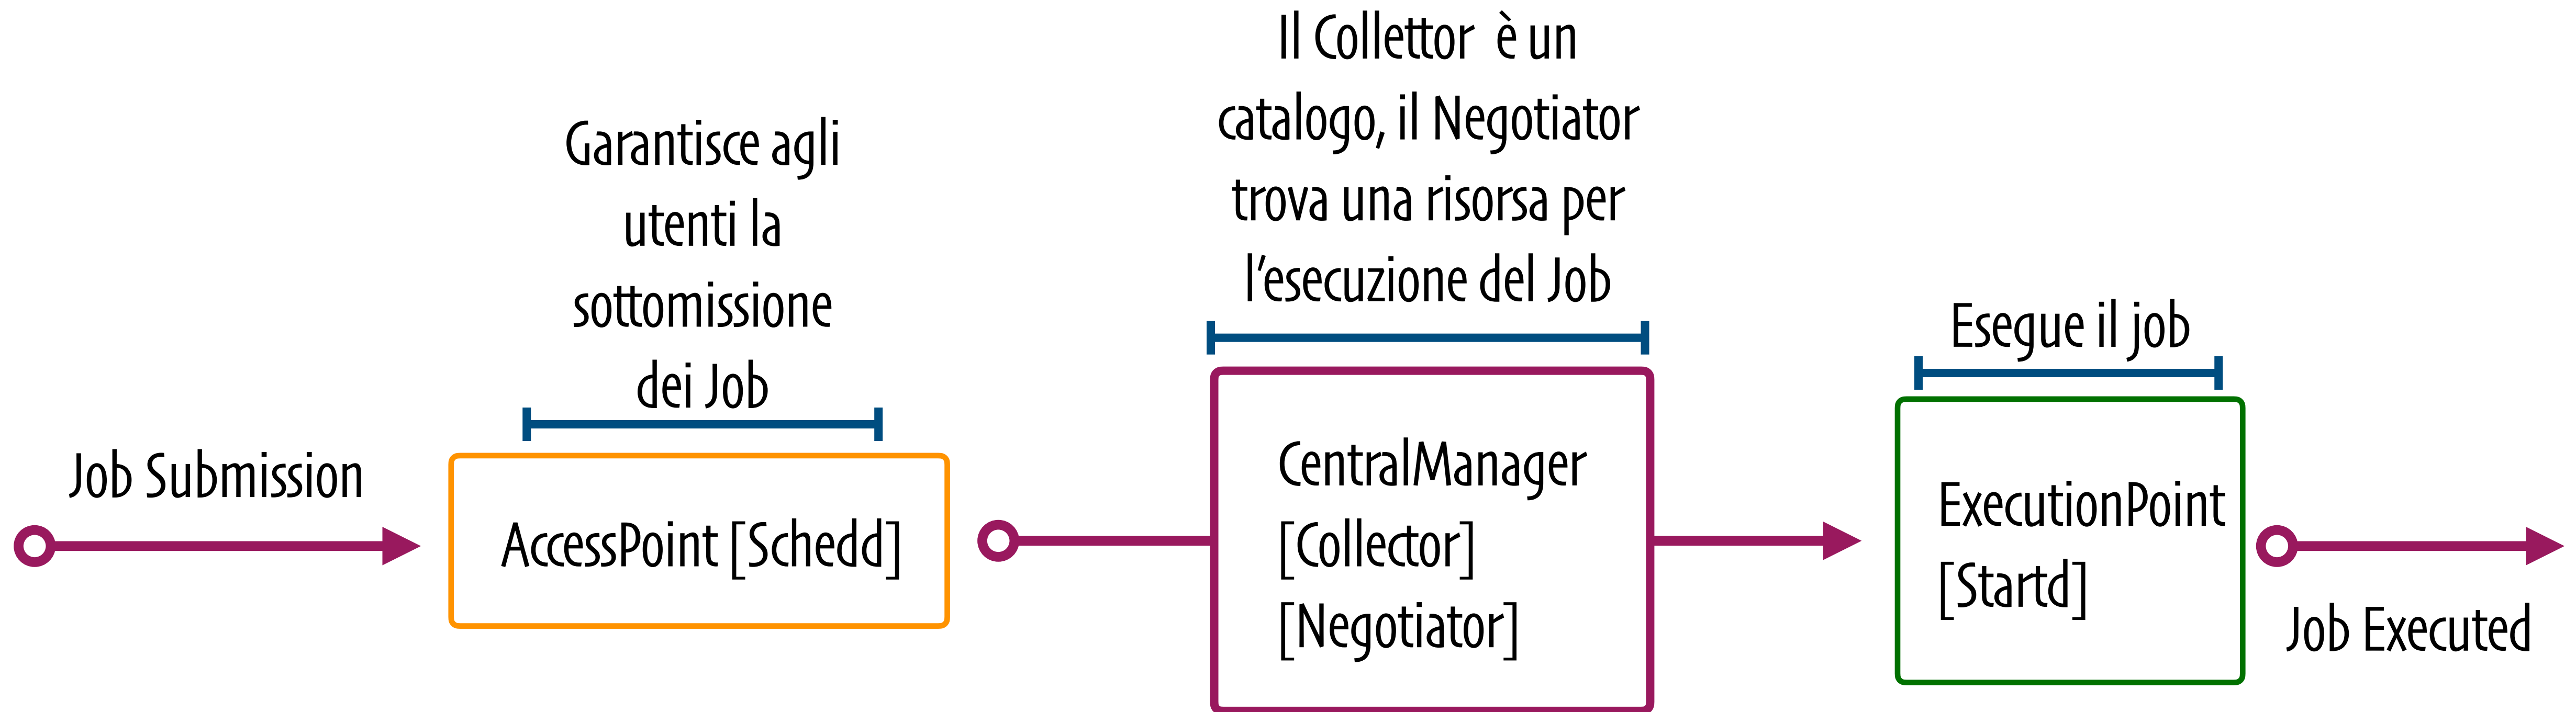 Job Submission
Garantisce agli
utenti la
sottomissione
dei Job
AccessPoint [Schedd]
Il Collettor è un
catalogo, il Negotiator
trova una risorsa per
l’esecuzione del Job
CentralManager
[Collector]
[Negotiator]
Esegue il job
ExecutionPoint
[Startd]
Job Executed